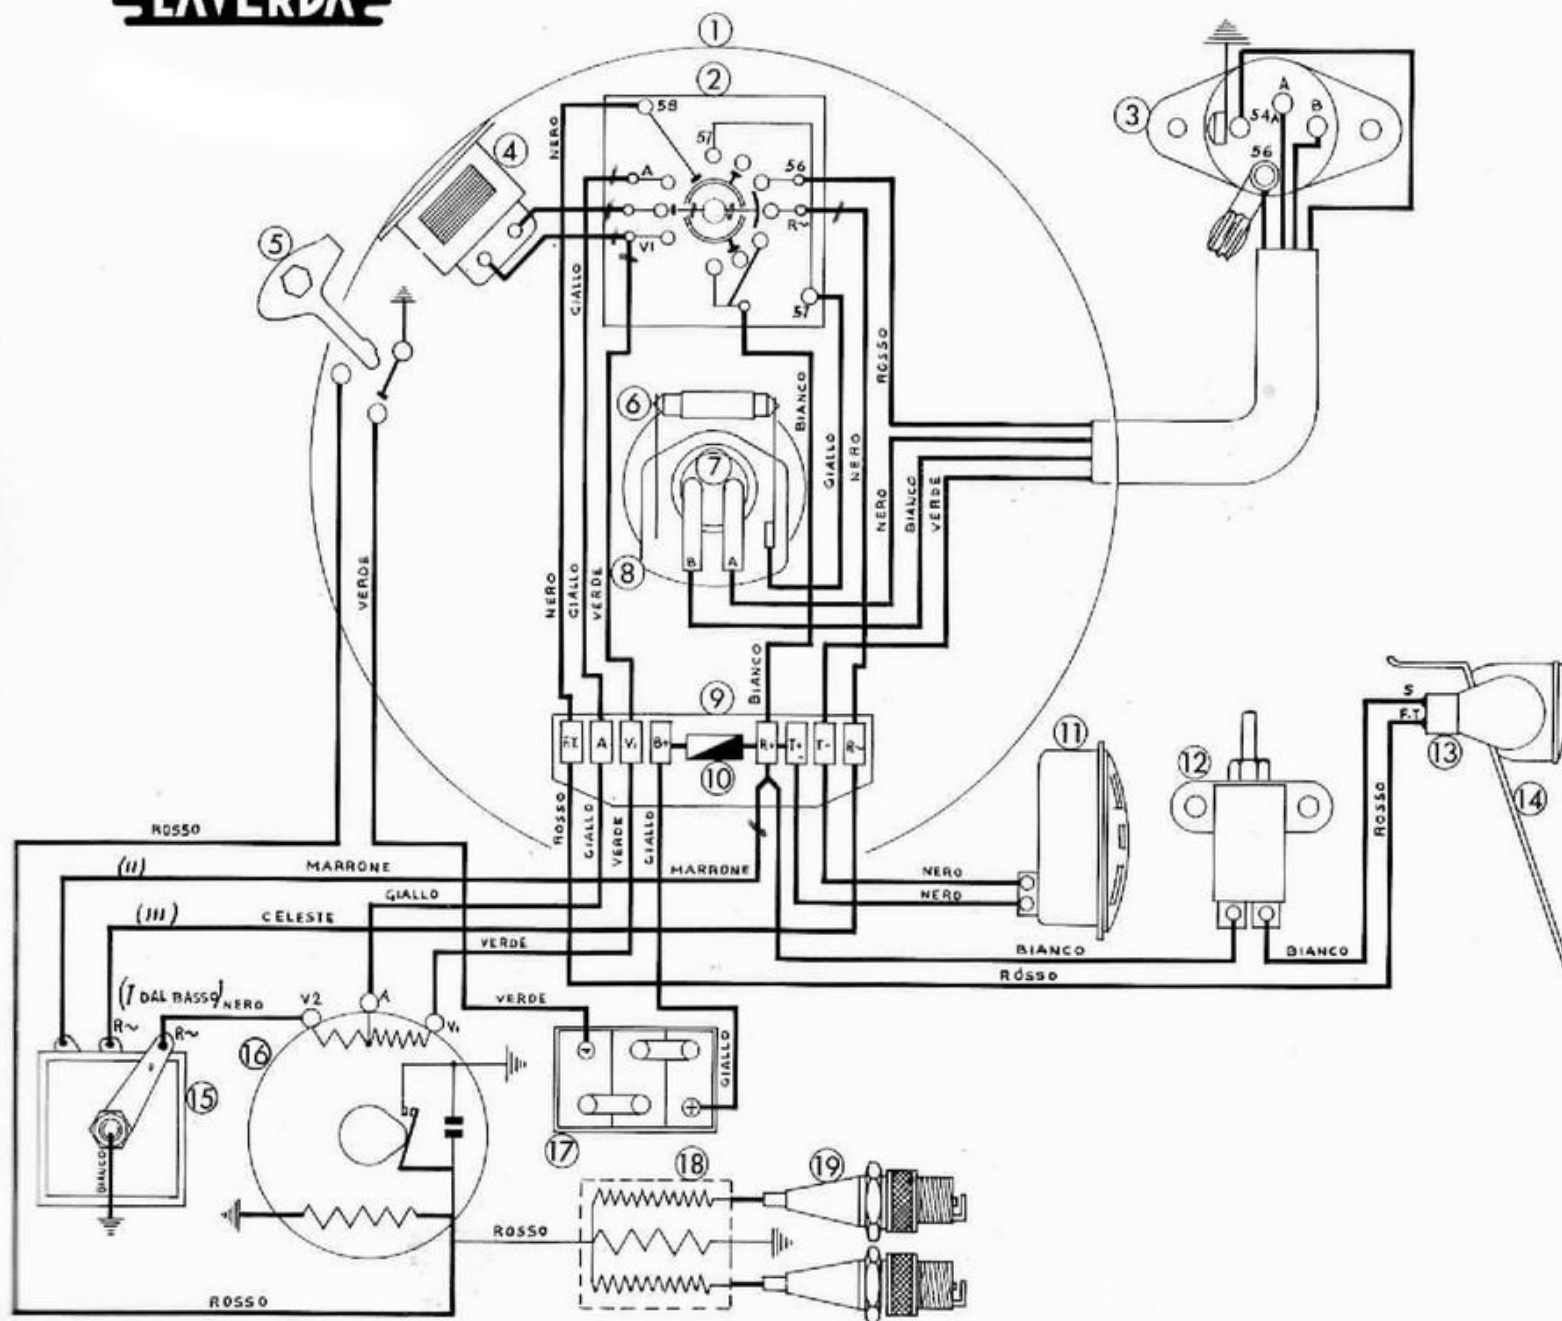 LAVERDA
1
2
3
4
5
6
7
8
9
10
11
12
13
14
15
16
17
18
19
58
57
56
A
R~
V1
57
A
B
54A
56
NERO
GIALLO
ROSSO
BIANCO
GIALLO
NERO
NERO
BIANCO
VERDE
B
A
VERDE
NERO
GIALLO
VERDE
BIANCO
F.T.
A
V1
B+
R+
T+
T-
R~
ROSSO
GIALLO
VERDE
GIALLO
S
F.T
ROSSO
ROSSO
(II)
MARRONE
MARRONE
NERO
NERO
GIALLO
(III)
CELESTE
VERDE
BIANCO
BIANCO
ROSSO
(I DAL BASSO)
NERO
V2
A
V1
VERDE
R~
R~
GIALLO
+
BIANCO
ROSSO
ROSSO